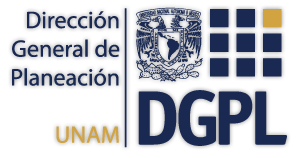 Dirección
General de
Planeación
UNAM
DGPL